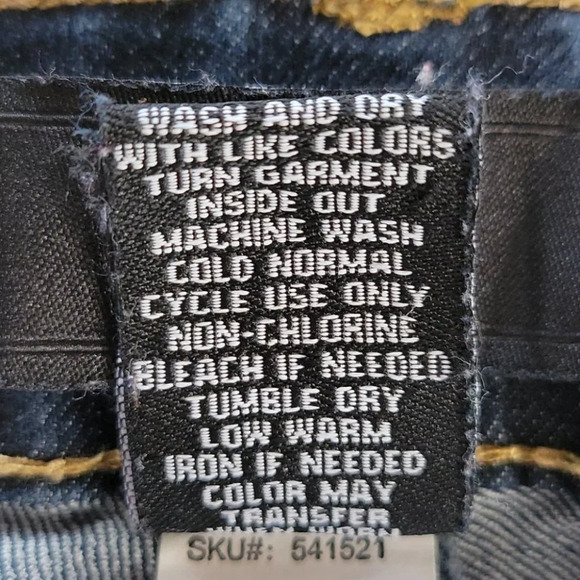 WASH AND DRY
WITH LIKE COLORS
TURN GARMENT
INSIDE OUT
MACHINE WASH
COLD NORMAL
CYCLE USE ONLY
NON-CHLORINE
BLEACH IF NEEDED
TUMBLE DRY
LOW WARM
IRON IF NEEDED
COLOR MAY
TRANSFER
SKU#: 541521